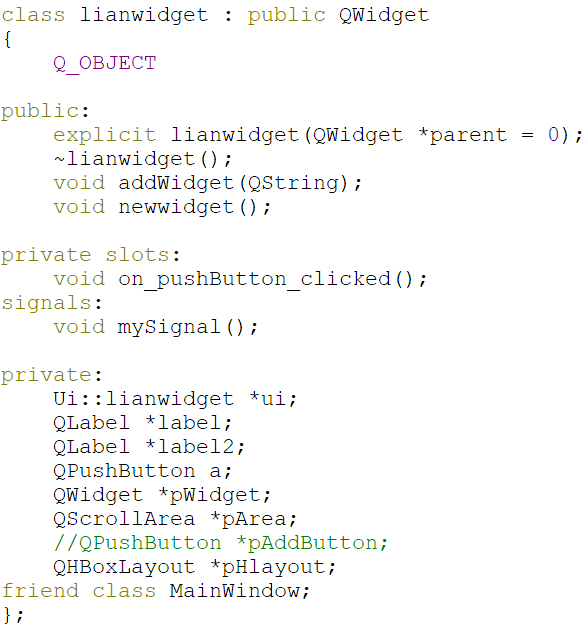 class lianwidget : public QWidget
{
    Q_OBJECT

public:
    explicit lianwidget(QWidget *parent = 0);
    ~lianwidget();
    void addWidget(QString);
    void newwidget();

private slots:
    void on_pushButton_clicked();
signals:
    void mySignal();

private:
    Ui::lianwidget *ui;
    QLabel *label;
    QLabel *label2;
    QPushButton a;
    QWidget *pWidget;
    QScrollArea *pArea;
    //QPushButton *pAddButton;
    QHBoxLayout *pHlayout;
friend class MainWindow;
};